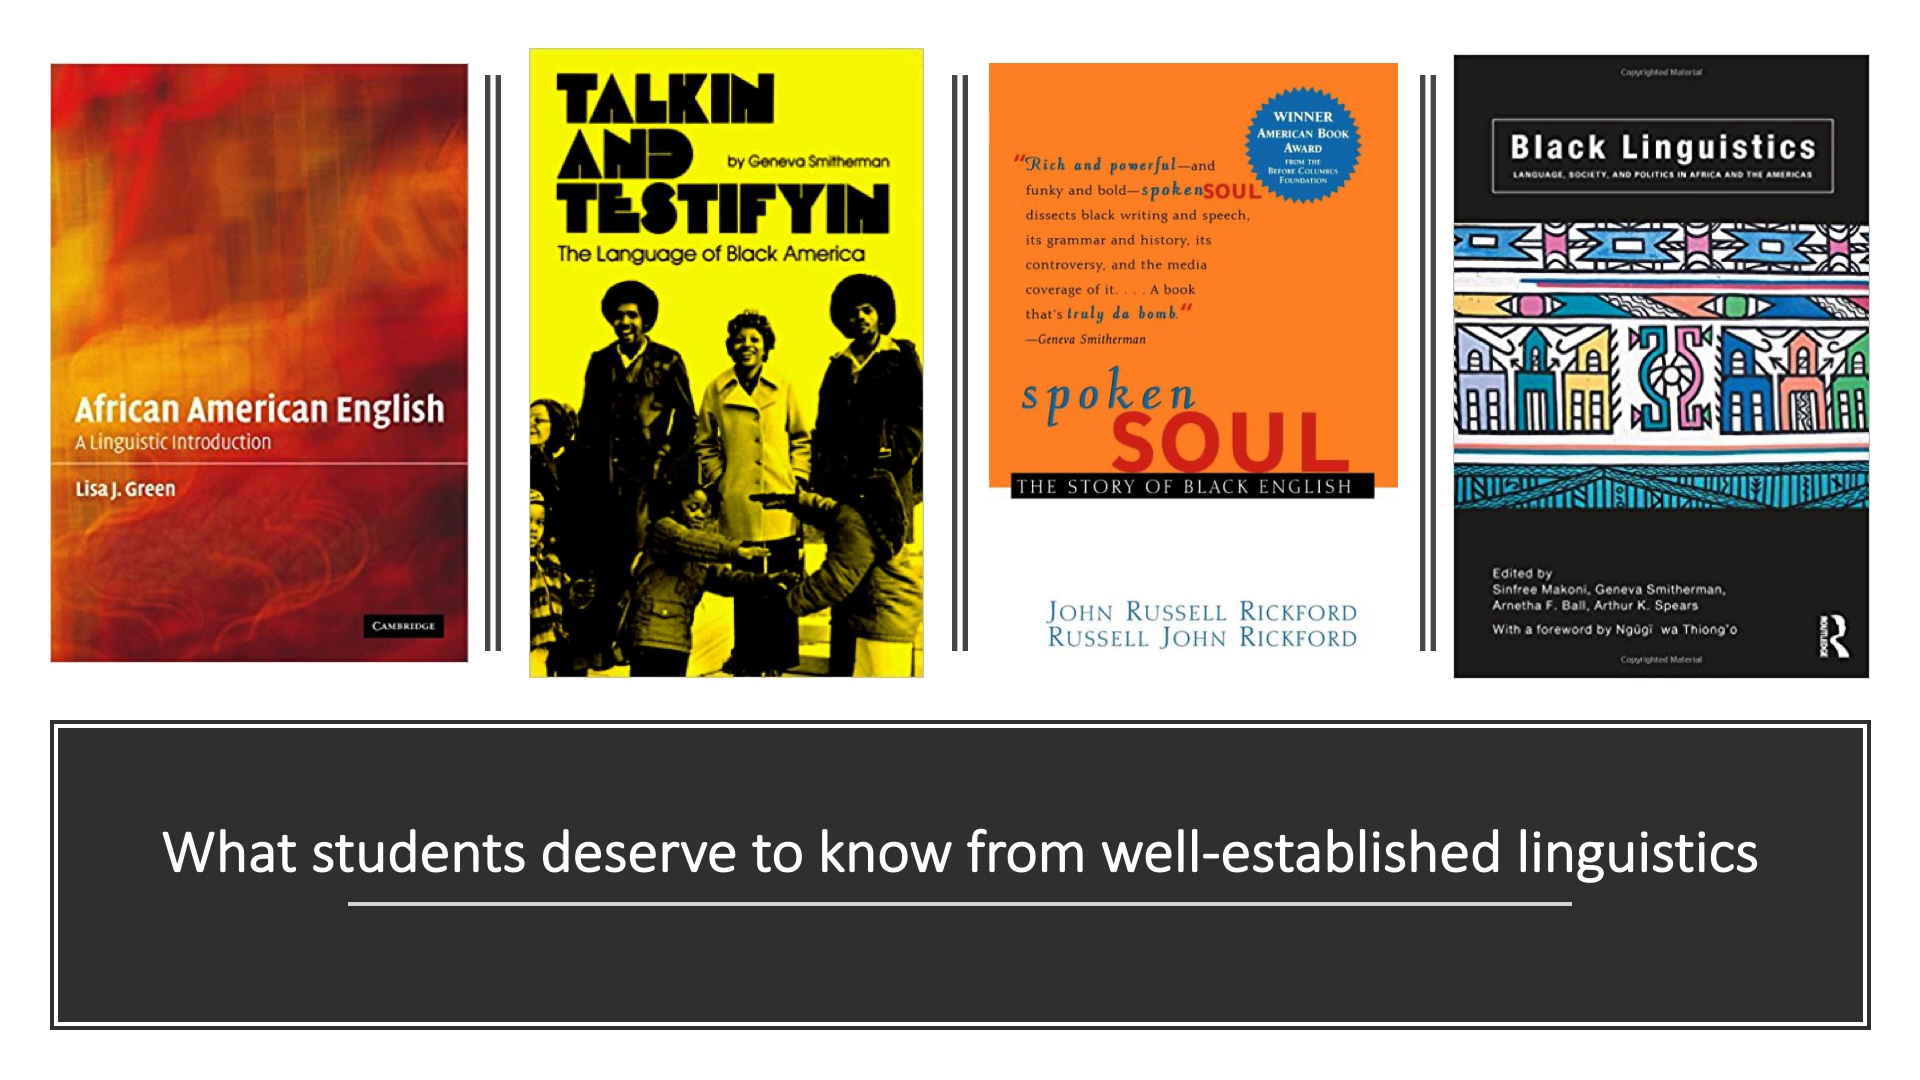 African American English
A Linguistic Introduction
Lisa J. Green
CAMBRIDGE
TALKIN
AND
by Geneva Smitherman
TESTIFYIN
The Language of Black America
WINNER
AMERICAN BOOK
AWARD
FROM THE
BEFORE COLUMBUS
FOUNDATION
"Rich and powerful—and
funky and bold—spokenSOUL
dissects black writing and speech,
its grammar and history, its
controversy, and the media
coverage of it. . . . A book
that's truly da bomb."
—Geneva Smitherman
spoken
SOUL
THE STORY OF BLACK ENGLISH
JOHN RUSSELL RICKFORD
RUSSELL JOHN RICKFORD
Copyrighted Material
Black Linguistics
LANGUAGE, SOCIETY, AND POLITICS IN AFRICA AND THE AMERICAS
Edited by
Sinfree Makoni, Geneva Smitherman,
Arnetha F. Ball, Arthur K. Spears
With a foreword by Ngũgĩ wa Thiong'o
ROUTLEDGE
Copyrighted Material
What students deserve to know from well-established linguistics